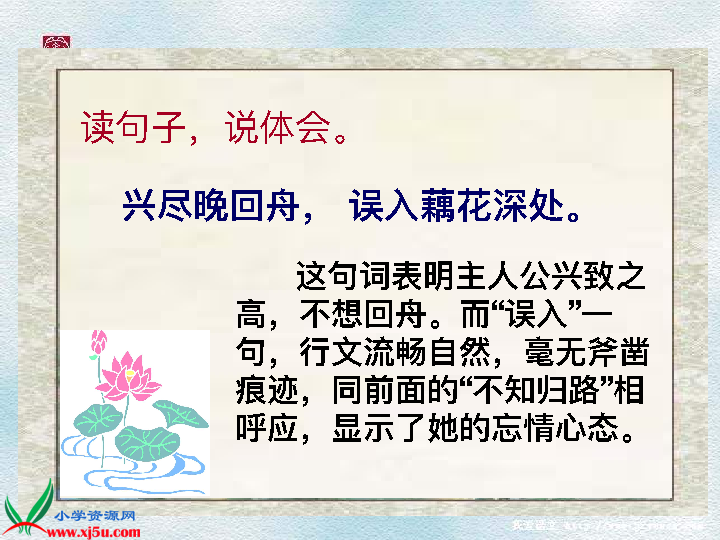 读句子，说体会。
兴尽晚回舟， 误入藕花深处。
这句词表明主人公兴致之
高，不想回舟。而“误入”一
句，行文流畅自然，毫无斧凿
痕迹，同前面的“不知归路”相
呼应，显示了她的忘情心态。
小学资源网
www.xj5u.com